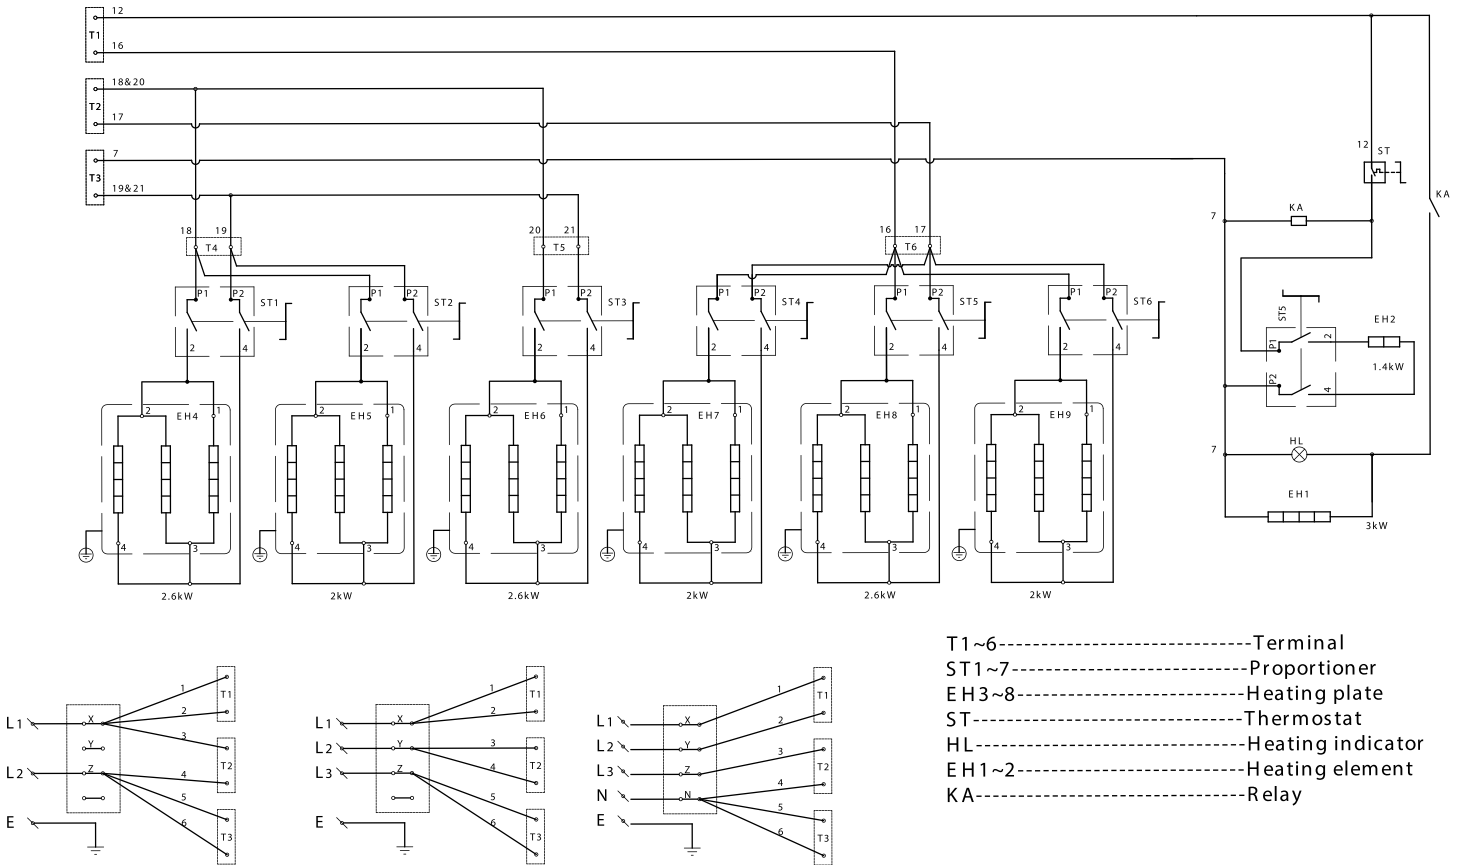 12
T1
16
18&20
T2
17
7
T3
19&21
12 ST
KA
7 KA
18 19 20 21 16 17
T4 T5 T6
P1 P2 ST1 P1 P2 ST2 P1 P2 ST3 P1 P2 ST4 P1 P2 ST5 P1 P2 ST6
2 4 2 4 2 4 2 4 2 4 2 4
ST5
P1 2 EH2
1.4kW
P2 4
2 EH4 1 2 EH5 1 2 EH6 1 2 EH7 1 2 EH8 1 2 EH9 1
7 HL
EH1
3kW
4 3 4 3 4 3 4 3 4 3 4 3
2.6kW 2kW 2.6kW 2kW 2.6kW 2kW
T1~6------------------------Terminal
ST1~7-----------------------Proportioner
EH3~8-----------------------Heating plate
ST--------------------------Thermostat
HL--------------------------Heating indicator
EH1~2-----------------------Heating element
KA--------------------------Relay
L1 X 1 T1
2
Y 3
T2
L2 Z 4
5
E 6 T3
L1 X 1 T1
2
L2 Y 3
T2
L3 Z 4
5
E 6 T3
L1 X 1 T1
L2 Y 2
L3 Z 3 T2
N N 4
E 5
6 T3